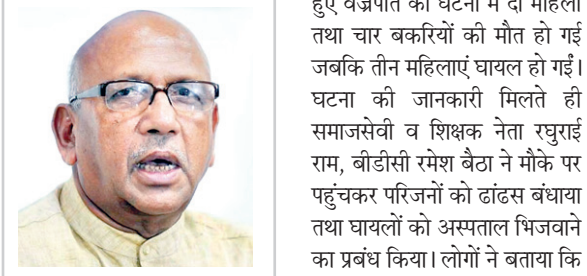 हुए वज्रपात की घटना में दो महिला
तथा चार बकरियों की मौत हो गई
जबकि तीन महिलाएं घायल हो गईं।
घटना की जानकारी मिलते ही
समाजसेवी व शिक्षक नेता रघुराई
राम, बीडीसी रमेश बैठा ने मौके पर
पहुंचकर परिजनों को ढांढस बंधाया
तथा घायलों को अस्पताल भिजवाने
का प्रबंध किया। लोगों ने बताया कि